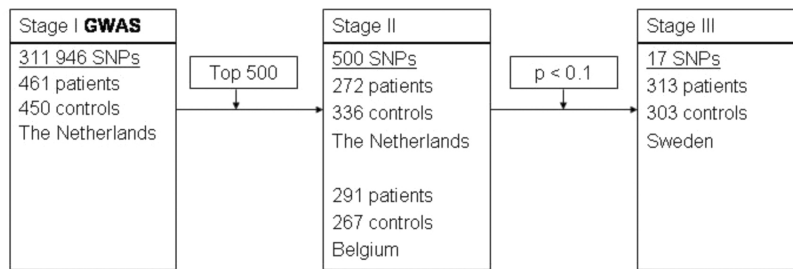 Stage I GWAS
311 946 SNPs
461 patients
450 controls
The Netherlands
Top 500
Stage II
500 SNPs
272 patients
336 controls
The Netherlands
291 patients
267 controls
Belgium
p < 0.1
Stage III
17 SNPs
313 patients
303 controls
Sweden